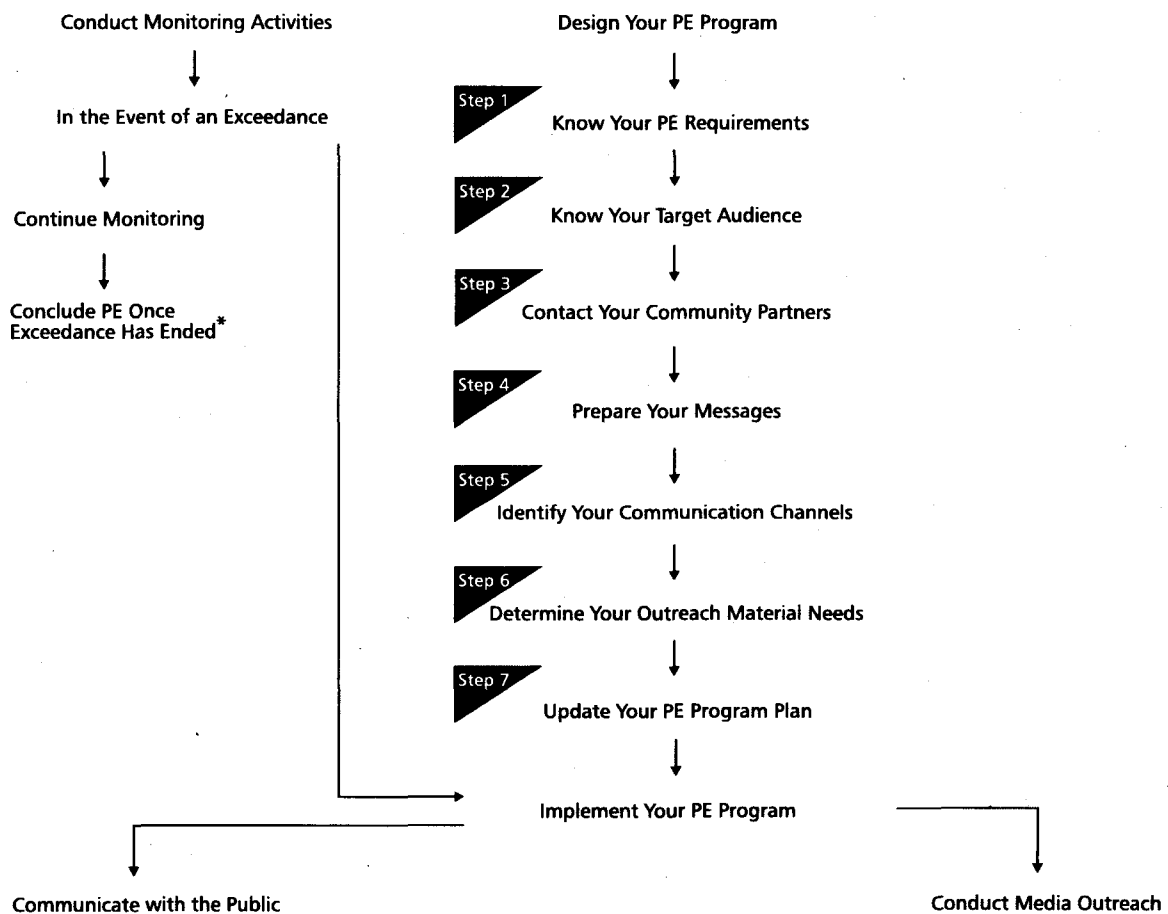 Conduct Monitoring Activities
In the Event of an Exceedance
Continue Monitoring
Conclude PE Once
Exceedance Has Ended*
Design Your PE Program
Step 1
Know Your PE Requirements
Step 2
Know Your Target Audience
Step 3
Contact Your Community Partners
Step 4
Prepare Your Messages
Step 5
Identify Your Communication Channels
Step 6
Determine Your Outreach Material Needs
Step 7
Update Your PE Program Plan
Implement Your PE Program
Communicate with the Public
Conduct Media Outreach